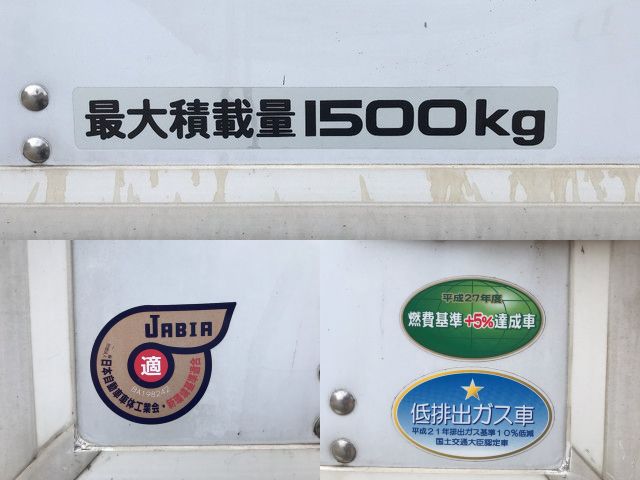 最大積載量1500kg
JABIA
適
BA198242
日本自動車車体工業会
平成27年度
燃費基準+5%達成車
低排出ガス車
平成21年排出ガス基準10%低減
国土交通大臣認定車